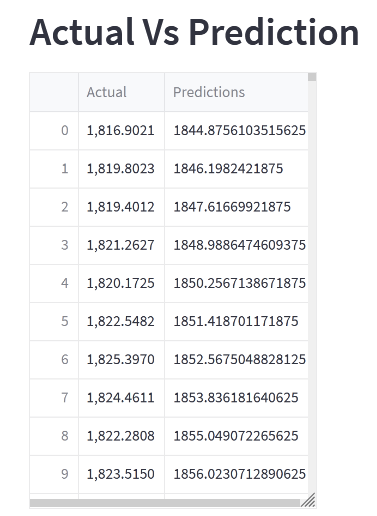 Actual Vs Prediction
Actual Predictions
0 1,816.9021 1844.8756103515625
1 1,819.8023 1846.1982421875
2 1,819.4012 1847.61669921875
3 1,821.2627 1848.9886474609375
4 1,820.1725 1850.2567138671875
5 1,822.5482 1851.418701171875
6 1,825.3970 1852.5675048828125
7 1,824.4611 1853.836181640625
8 1,822.2808 1855.049072265625
9 1,823.5150 1856.0230712890625